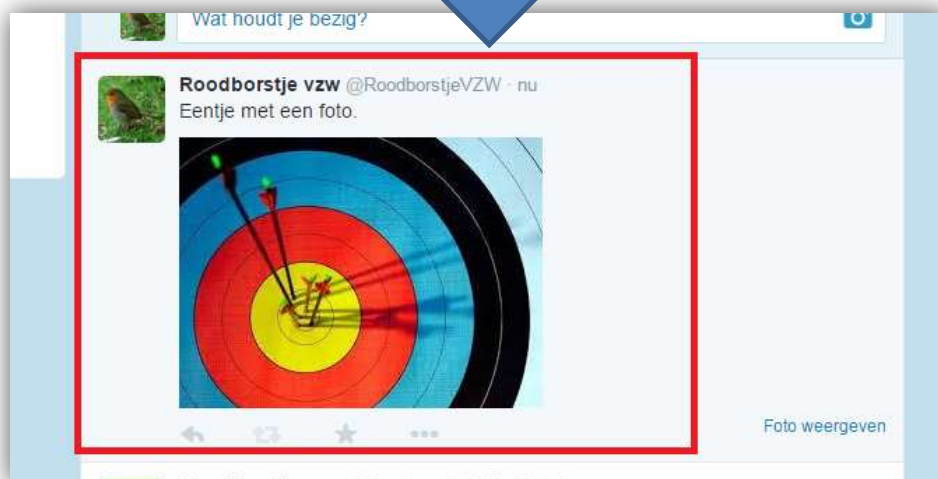 Wat houdt je bezig?
Roodborstje vzw @RoodborstjeVZW · nu
Eentje met een foto.
Foto weergeven